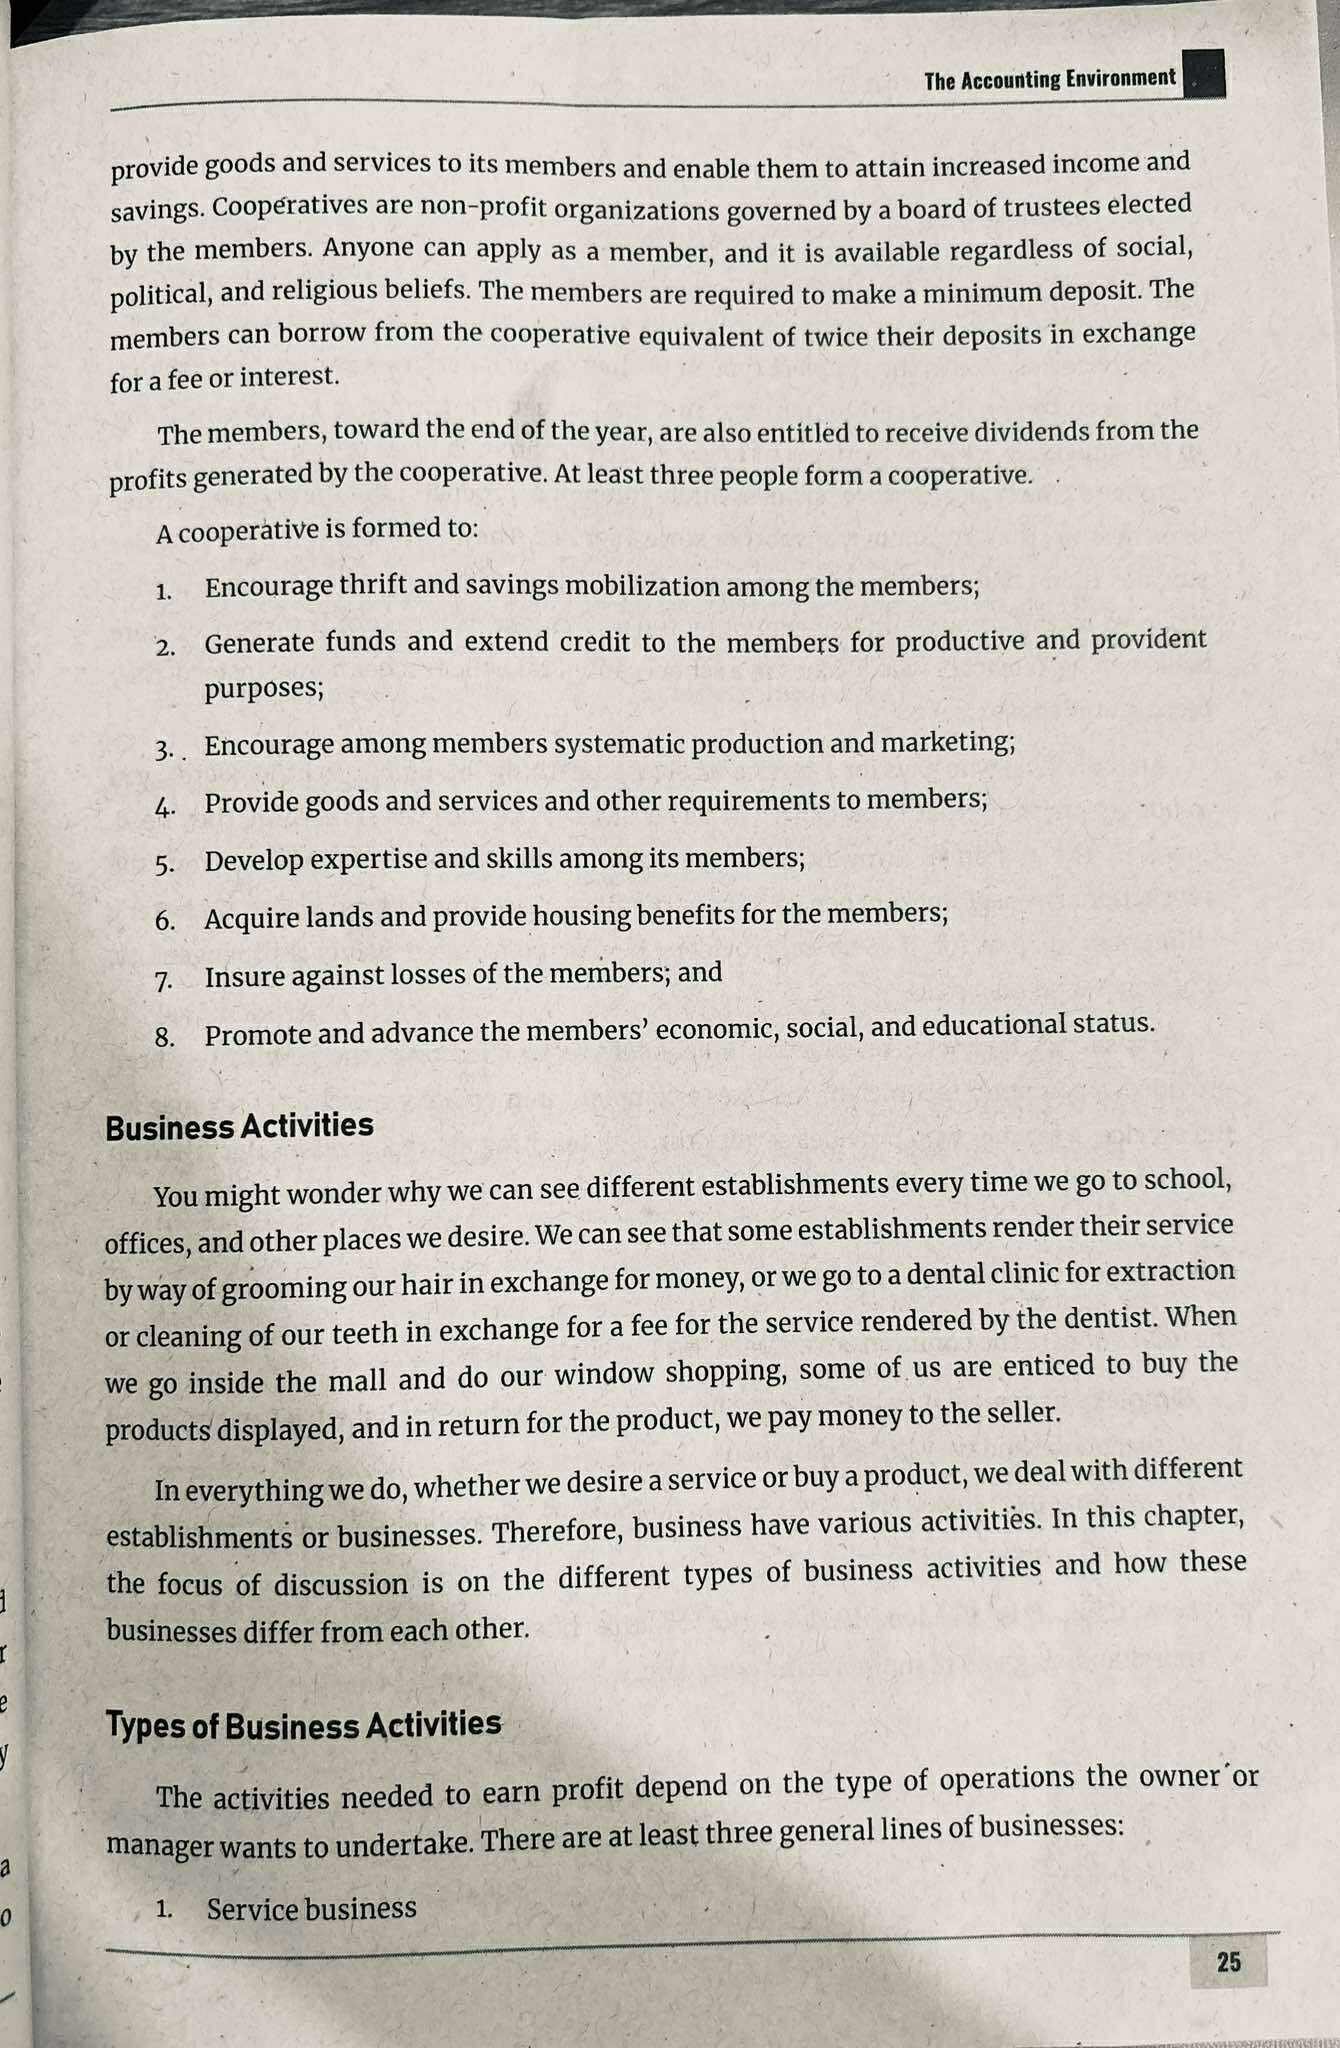 The Accounting Environment
provide goods and services to its members and enable them to attain increased income and
savings. Cooperatives are non-profit organizations governed by a board of trustees elected
by the members. Anyone can apply as a member, and it is available regardless of social,
political, and religious beliefs. The members are required to make a minimum deposit. The
members can borrow from the cooperative equivalent of twice their deposits in exchange
for a fee or interest.
The members, toward the end of the year, are also entitled to receive dividends from the
profits generated by the cooperative. At least three people form a cooperative.
A cooperative is formed to:
1. Encourage thrift and savings mobilization among the members;
2. Generate funds and extend credit to the members for productive and provident
purposes;
3. Encourage among members systematic production and marketing;
4. Provide goods and services and other requirements to members;
5. Develop expertise and skills among its members;
6. Acquire lands and provide housing benefits for the members;
7. Insure against losses of the members; and
8. Promote and advance the members' economic, social, and educational status.
Business Activities
You might wonder why we can see different establishments every time we go to school,
offices, and other places we desire. We can see that some establishments render their service
by way of grooming our hair in exchange for money, or we go to a dental clinic for extraction
or cleaning of our teeth in exchange for a fee for the service rendered by the dentist. When
we go inside the mall and do our window shopping, some of us are enticed to buy the
products displayed, and in return for the product, we pay money to the seller.
In everything we do, whether we desire a service or buy a product, we deal with different
establishments or businesses. Therefore, business have various activities. In this chapter,
the focus of discussion is on the different types of business activities and how these
businesses differ from each other.
Types of Business Activities
The activities needed to earn profit depend on the type of operations the owner or
manager wants to undertake. There are at least three general lines of businesses:
1. Service business
25